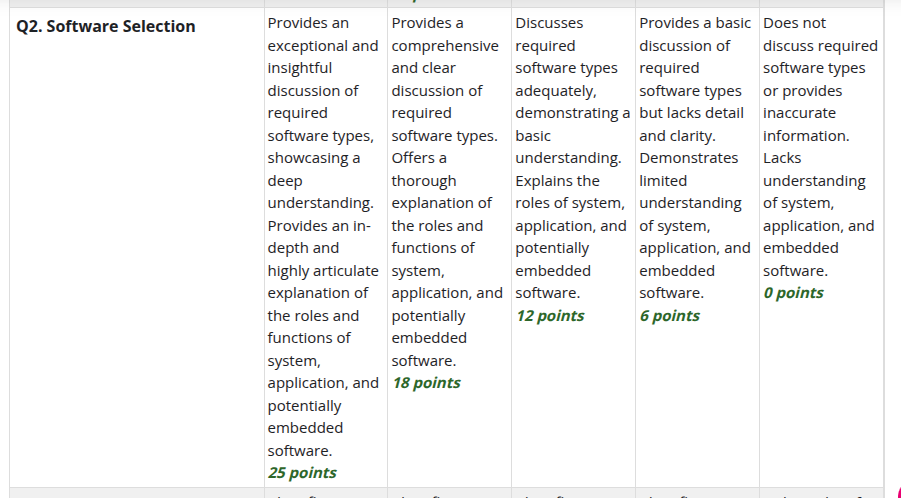 Q2. Software Selection
Provides an
exceptional and
insightful
discussion of
required
software types,
showcasing a
deep
understanding.
Provides an in-
depth and
highly articulate
explanation of
the roles and
functions of
system,
application, and
potentially
embedded
software.
25 points
Provides a
comprehensive
and clear
discussion of
required
software types.
Offers a
thorough
explanation of
the roles and
functions of
system,
application, and
potentially
embedded
software.
18 points
Discusses
required
software types
adequately,
demonstrating a
basic
understanding.
Explains the
roles of system,
application, and
potentially
embedded
software.
12 points
Provides a basic
discussion of
required
software types
but lacks detail
and clarity.
Demonstrates
limited
understanding
of system,
application, and
embedded
software.
6 points
Does not
discuss required
software types
or provides
inaccurate
information.
Lacks
understanding
of system,
application, and
embedded
software.
0 points